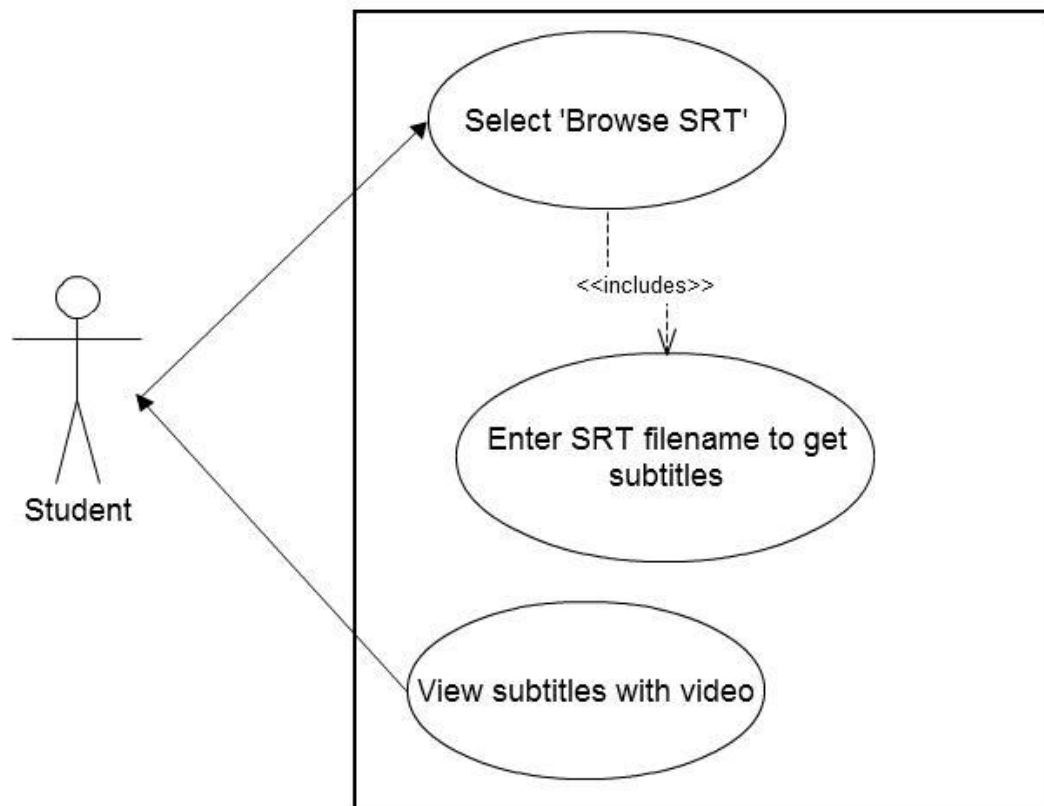 Select 'Browse SRT'
<<includes>>
Enter SRT filename to get
subtitles
Student
View subtitles with video